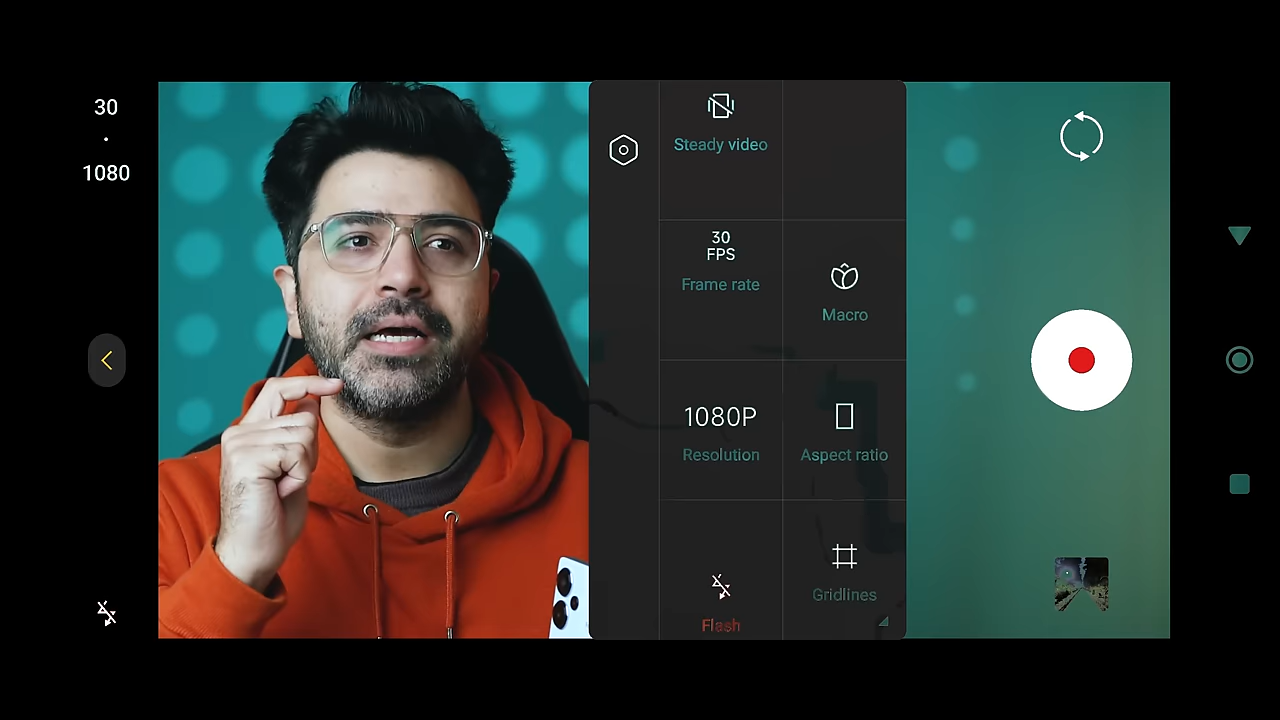 30
1080
Steady video
30
FPS
Frame rate
Macro
1080P
Resolution
Aspect ratio
Flash
Gridlines